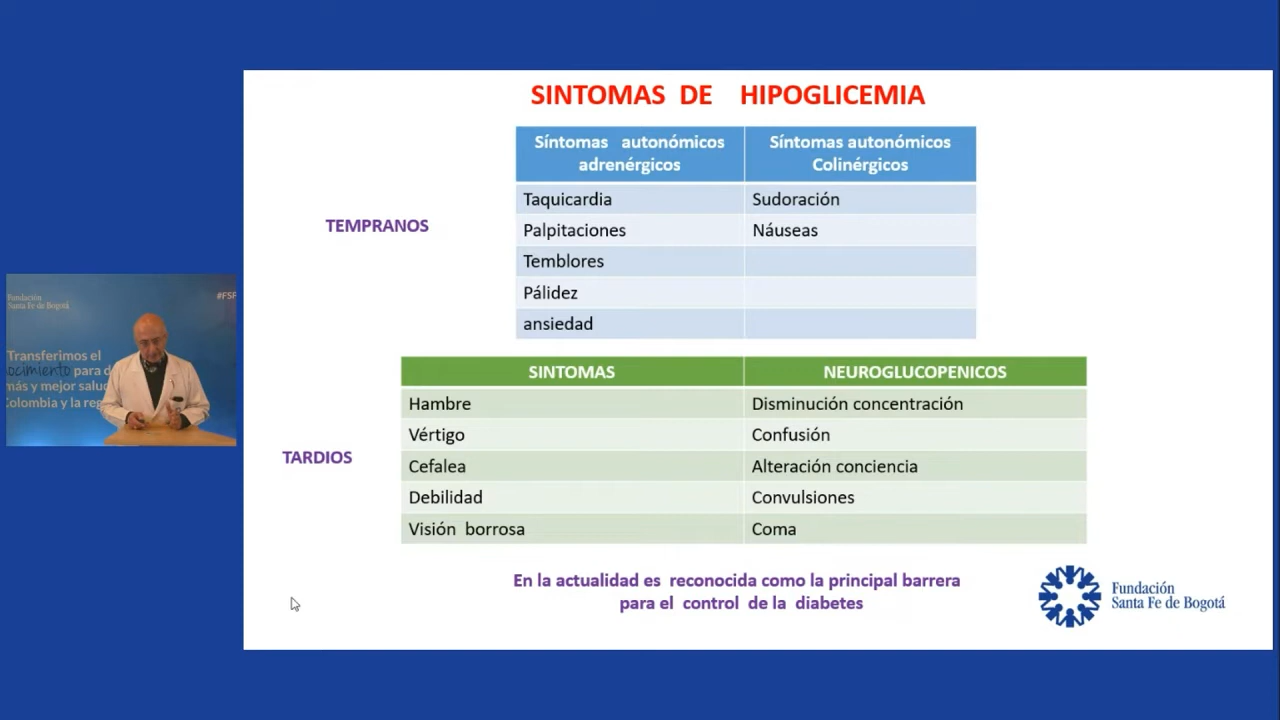 SINTOMAS DE HIPOGLICEMIA
Síntomas autonómicos
adrenérgicos
Síntomas autonómicos
Colinérgicos
TEMPRANOS
Taquicardia
Sudoración
Palpitaciones
Náuseas
Temblores
Pálidez
ansiedad
SINTOMAS
NEUROGLUCOPENICOS
TARDIOS
Hambre
Disminución concentración
Vértigo
Confusión
Cefalea
Alteración conciencia
Debilidad
Convulsiones
Visión borrosa
Coma
En la actualidad es reconocida como la principal barrera
para el control de la diabetes
Fundación
Santa Fe de Bogotá
Fundación
Santa Fe de Bogotá
#FSF
Transferimos el
ocimiento para d
más y mejor salu
Colombia y la reg